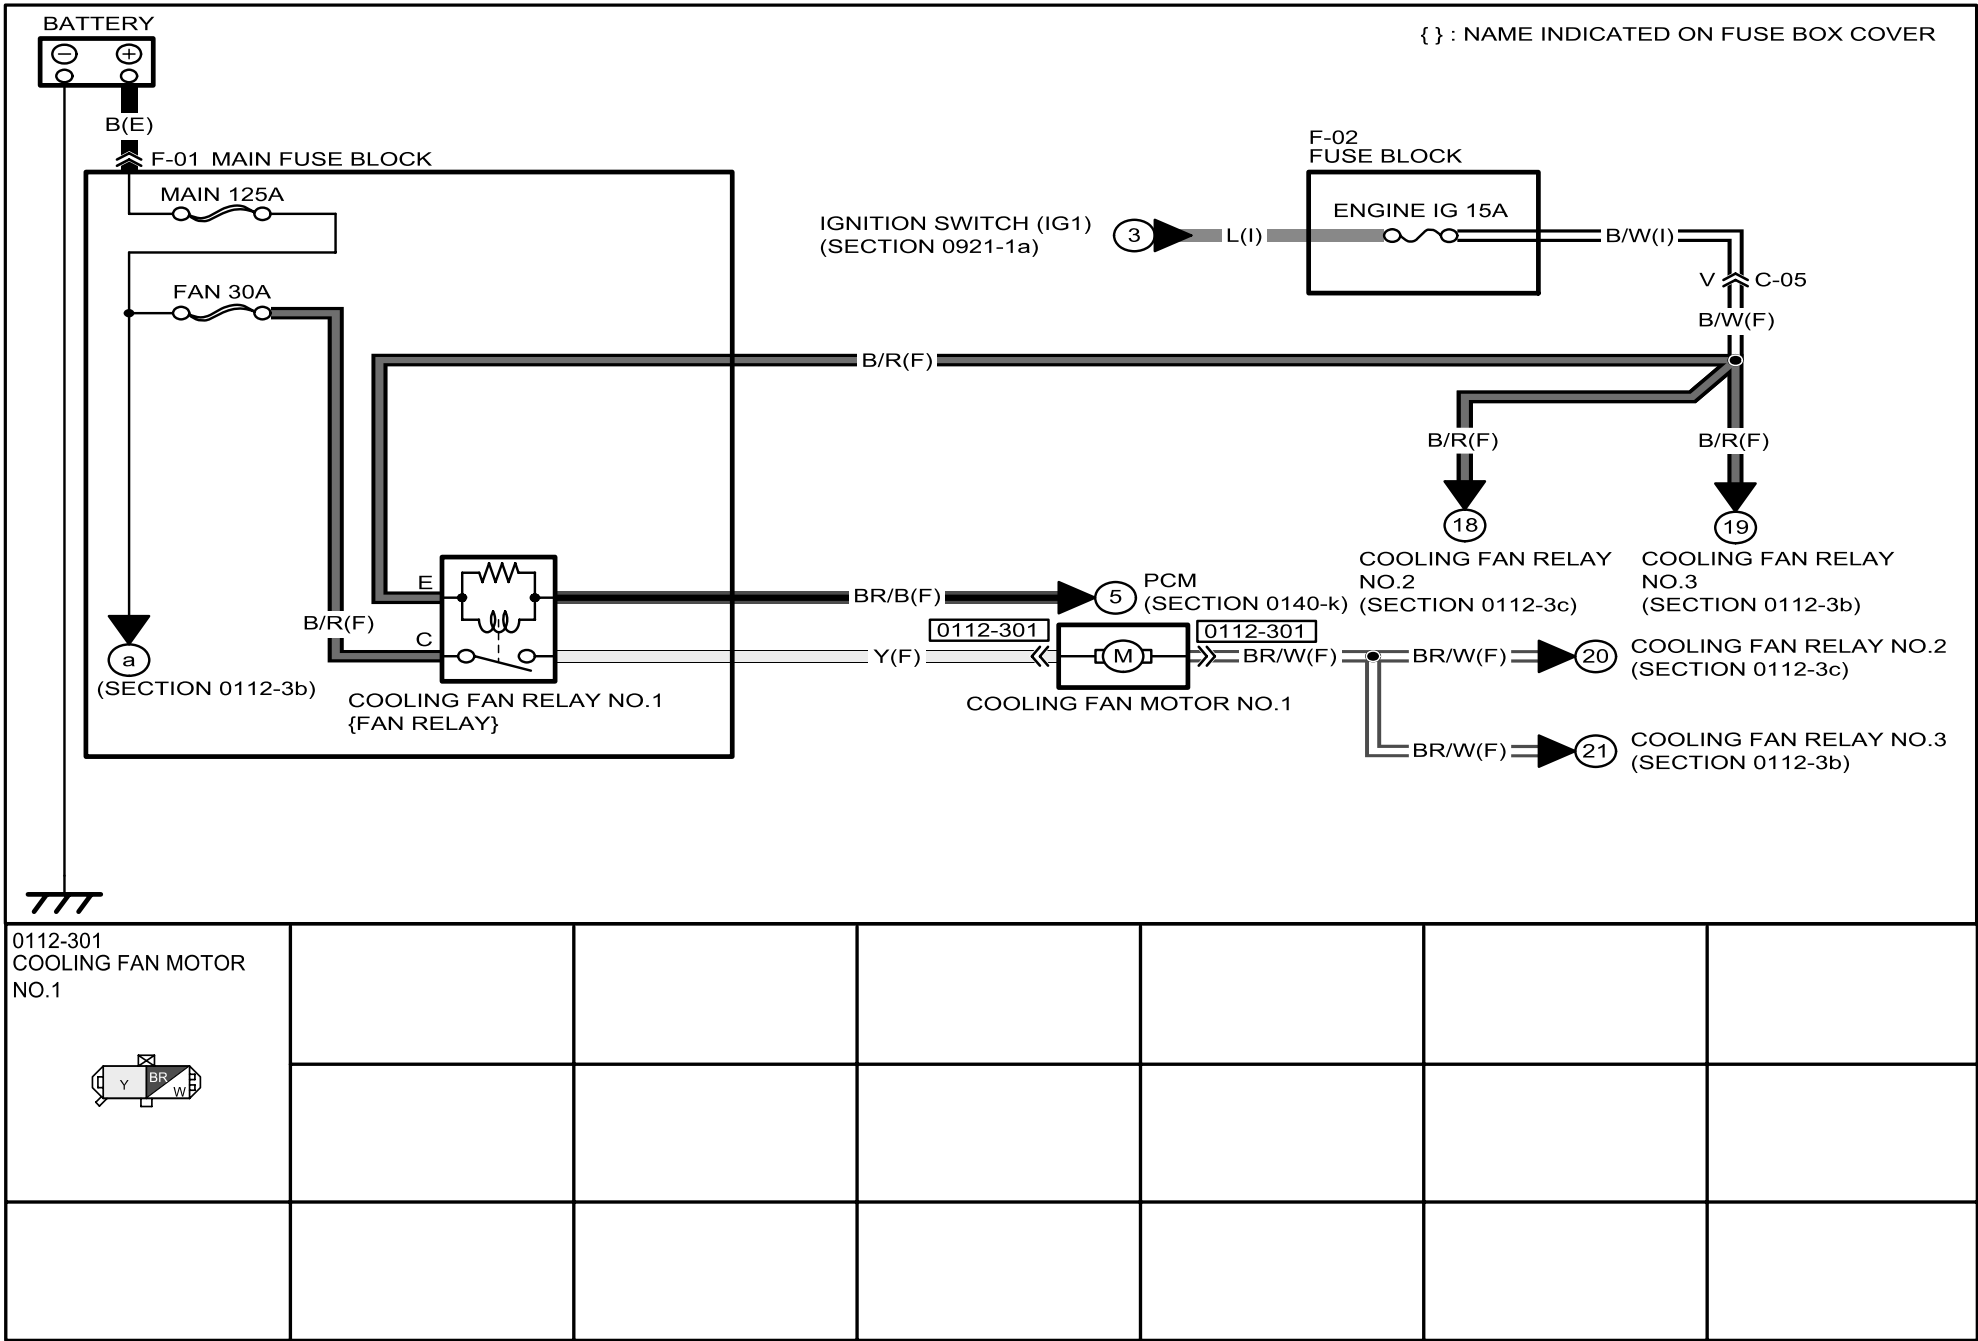 BATTERY
{ } : NAME INDICATED ON FUSE BOX COVER
− +
B(E)
F-01 MAIN FUSE BLOCK
MAIN 125A
FAN 30A
F-02
FUSE BLOCK
ENGINE IG 15A
IGNITION SWITCH (IG1)
(SECTION 0921-1a)
3
L(I)
B/W(I)
V
C-05
B/W(F)
B/R(F)
B/R(F)
B/R(F)
18
19
COOLING FAN RELAY
NO.2
(SECTION 0112-3c)
COOLING FAN RELAY
NO.3
(SECTION 0112-3b)
E
C
B/R(F)
BR/B(F)
5
PCM
(SECTION 0140-k)
0112-301
0112-301
Y(F)
M
BR/W(F)
BR/W(F)
20
COOLING FAN RELAY NO.2
(SECTION 0112-3c)
a
(SECTION 0112-3b)
COOLING FAN RELAY NO.1
{FAN RELAY}
COOLING FAN MOTOR NO.1
BR/W(F)
21
COOLING FAN RELAY NO.3
(SECTION 0112-3b)
0112-301
COOLING FAN MOTOR
NO.1
Y
BR
W